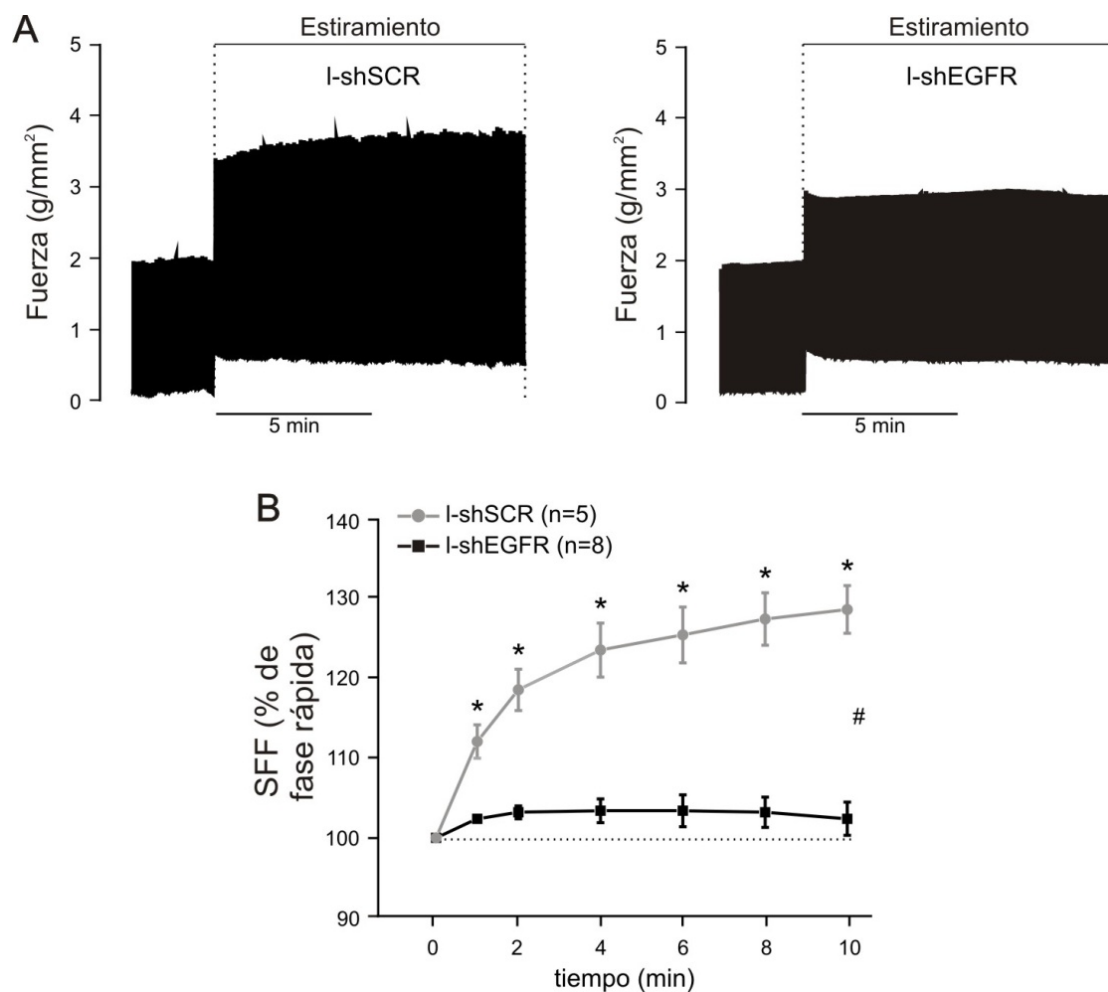 A
Estiramiento
l-shSCR
Fuerza (g/mm²)
5
4
3
2
1
0
5 min
Estiramiento
l-shEGFR
Fuerza (g/mm²)
5
4
3
2
1
0
5 min
B
l-shSCR (n=5)
l-shEGFR (n=8)
SFF (% de
fase rápida)
140
130
120
110
100
90
* * * * * *
#
0 2 4 6 8 10
tiempo (min)